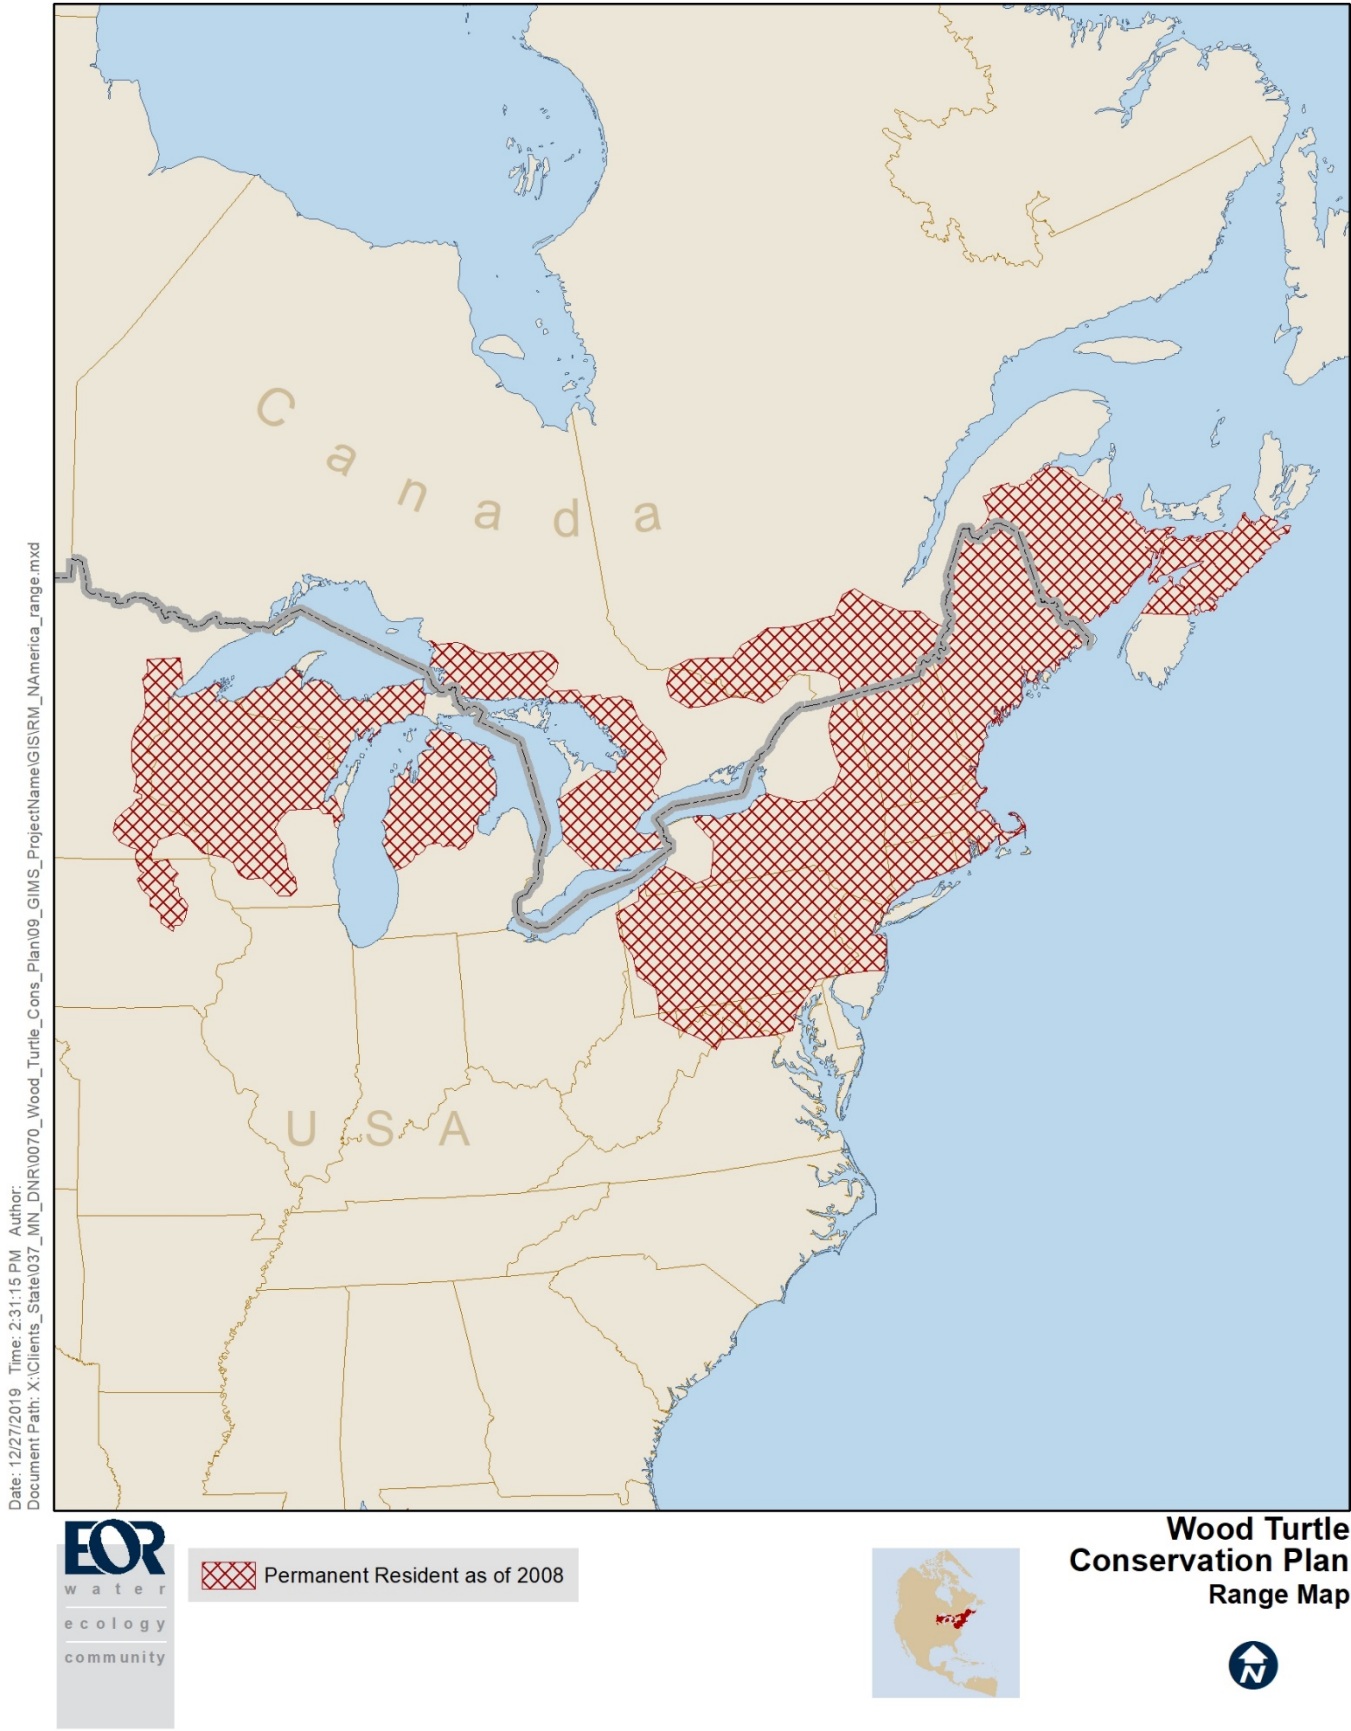 Canada
USA
Date: 12/27/2019 Time: 2:31:15 PM Author:
Document Path: X:\Clients_State\037_MN_DNR\0070_Wood_Turtle_Cons_Plan\09_GIMS_ProjectName\GIS\RM_NAmerica_range.mxd
EOR
water
ecology
community
Permanent Resident as of 2008
Wood Turtle
Conservation Plan
Range Map
N